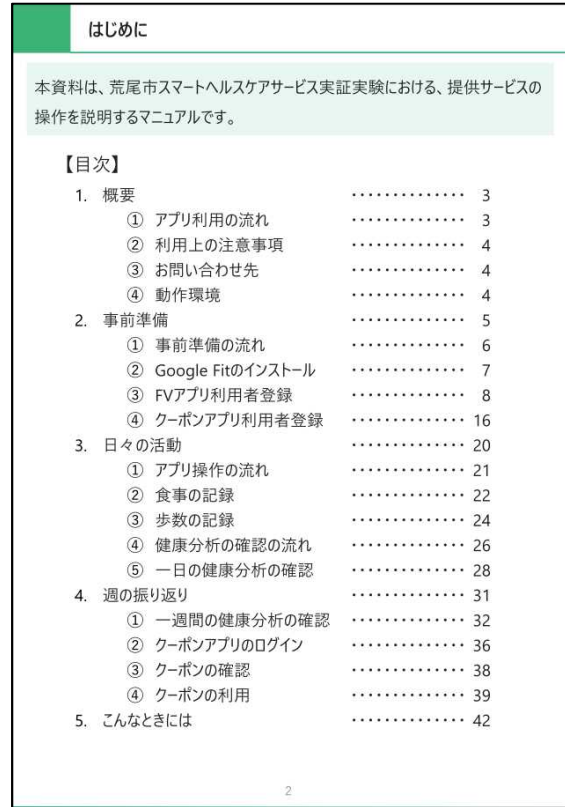 はじめに
本資料は、荒尾市スマートヘルスケアサービス実証実験における、提供サービスの
操作を説明するマニュアルです。
【目次】
1. 概要 ・・・・・・・・・・・・・・ 3
① アプリ利用の流れ ・・・・・・・・・・・・・・ 3
② 利用上の注意事項 ・・・・・・・・・・・・・・ 4
③ お問い合わせ先 ・・・・・・・・・・・・・・ 4
④ 動作環境 ・・・・・・・・・・・・・・ 4
2. 事前準備 ・・・・・・・・・・・・・・ 5
① 事前準備の流れ ・・・・・・・・・・・・・・ 6
② Google Fitのインストール ・・・・・・・・・・・・・・ 7
③ FVアプリ利用者登録 ・・・・・・・・・・・・・・ 8
④ クーポンアプリ利用者登録 ・・・・・・・・・・・・・・ 16
3. 日々の活動 ・・・・・・・・・・・・・・ 20
① アプリ操作の流れ ・・・・・・・・・・・・・・ 21
② 食事の記録 ・・・・・・・・・・・・・・ 22
③ 歩数の記録 ・・・・・・・・・・・・・・ 24
④ 健康分析の確認の流れ ・・・・・・・・・・・・・・ 26
⑤ 一日の健康分析の確認 ・・・・・・・・・・・・・・ 28
4. 週の振り返り ・・・・・・・・・・・・・・ 31
① 一週間の健康分析の確認 ・・・・・・・・・・・・・・ 32
② クーポンアプリのログイン ・・・・・・・・・・・・・・ 36
③ クーポンの確認 ・・・・・・・・・・・・・・ 38
④ クーポンの利用 ・・・・・・・・・・・・・・ 39
5. こんなときには ・・・・・・・・・・・・・・ 42
2